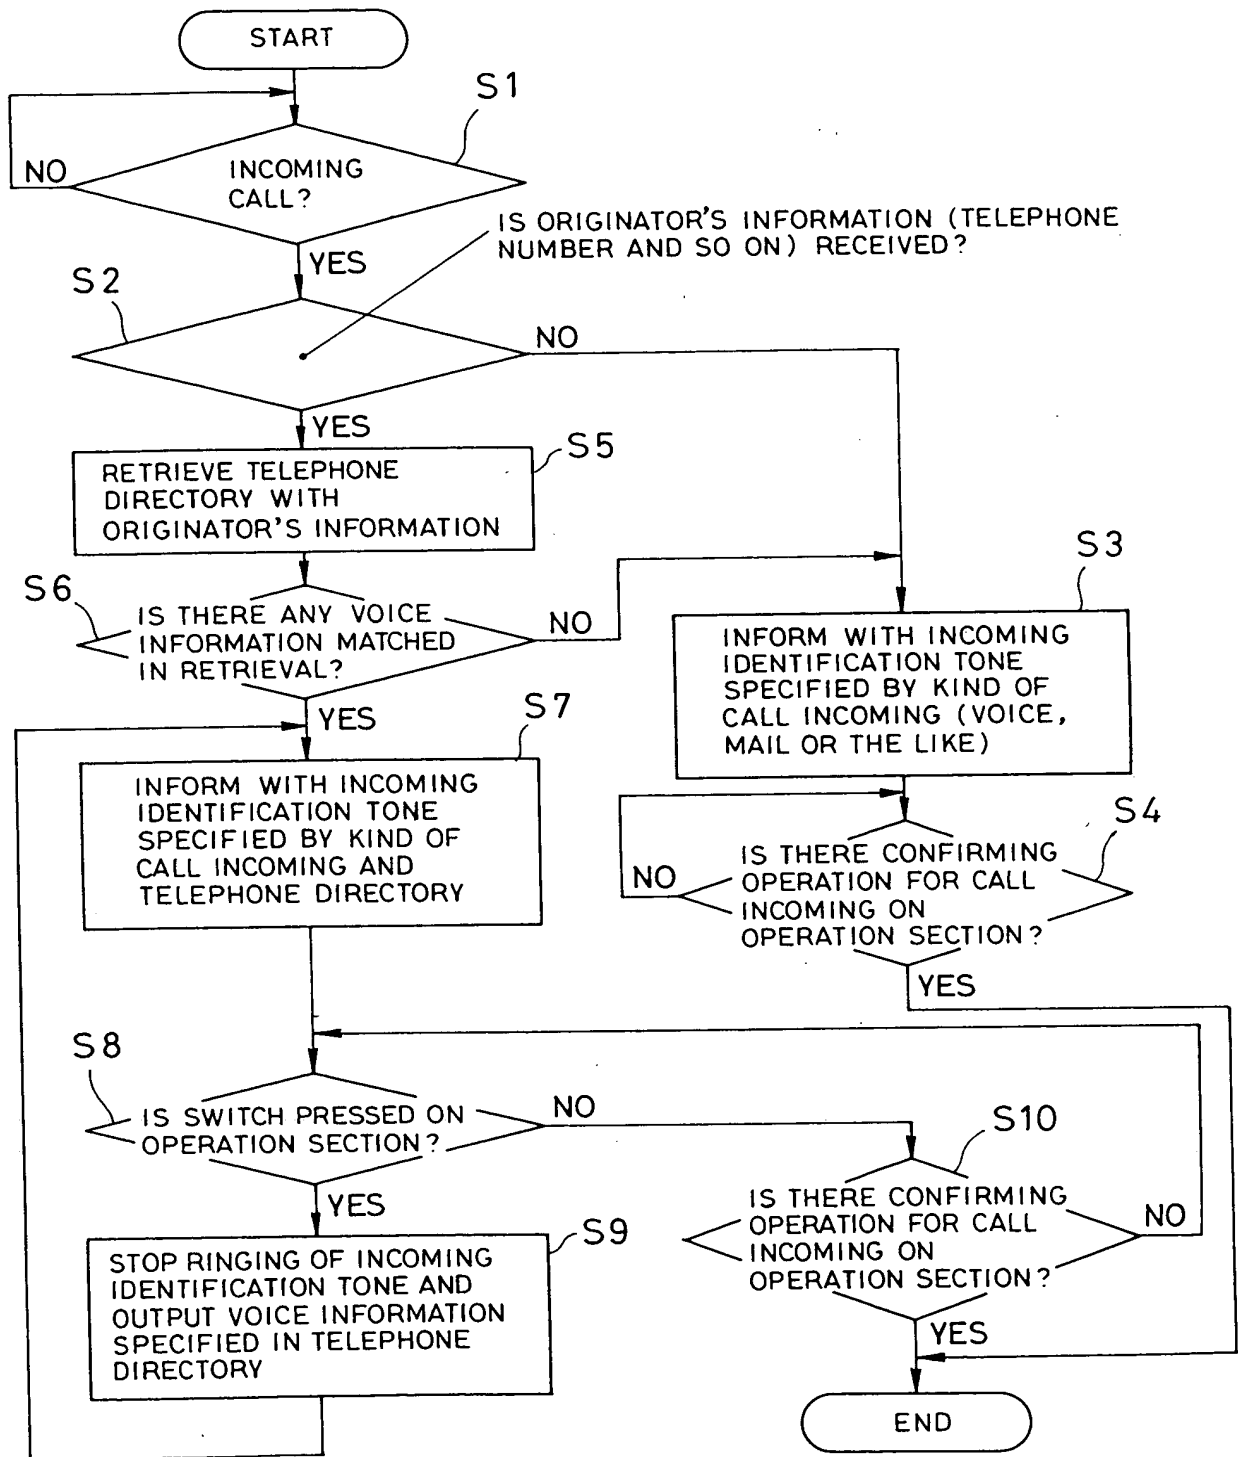 START
S1
NO
INCOMING
CALL?
IS ORIGINATOR'S INFORMATION (TELEPHONE
NUMBER AND SO ON) RECEIVED?
YES
S2
NO
YES
S5
RETRIEVE TELEPHONE
DIRECTORY WITH
ORIGINATOR'S INFORMATION
S3
S6
IS THERE ANY VOICE
INFORMATION MATCHED
IN RETRIEVAL?
NO
INFORM WITH INCOMING
IDENTIFICATION TONE
SPECIFIED BY KIND OF
CALL INCOMING (VOICE,
MAIL OR THE LIKE)
YES
S7
INFORM WITH INCOMING
IDENTIFICATION TONE
SPECIFIED BY KIND OF
CALL INCOMING AND
TELEPHONE DIRECTORY
S4
NO
IS THERE CONFIRMING
OPERATION FOR CALL
INCOMING ON
OPERATION SECTION?
YES
S8
IS SWITCH PRESSED ON
OPERATION SECTION?
NO
S10
IS THERE CONFIRMING
OPERATION FOR CALL
INCOMING ON
OPERATION SECTION?
NO
YES
S9
STOP RINGING OF INCOMING
IDENTIFICATION TONE AND
OUTPUT VOICE INFORMATION
SPECIFIED IN TELEPHONE
DIRECTORY
YES
END